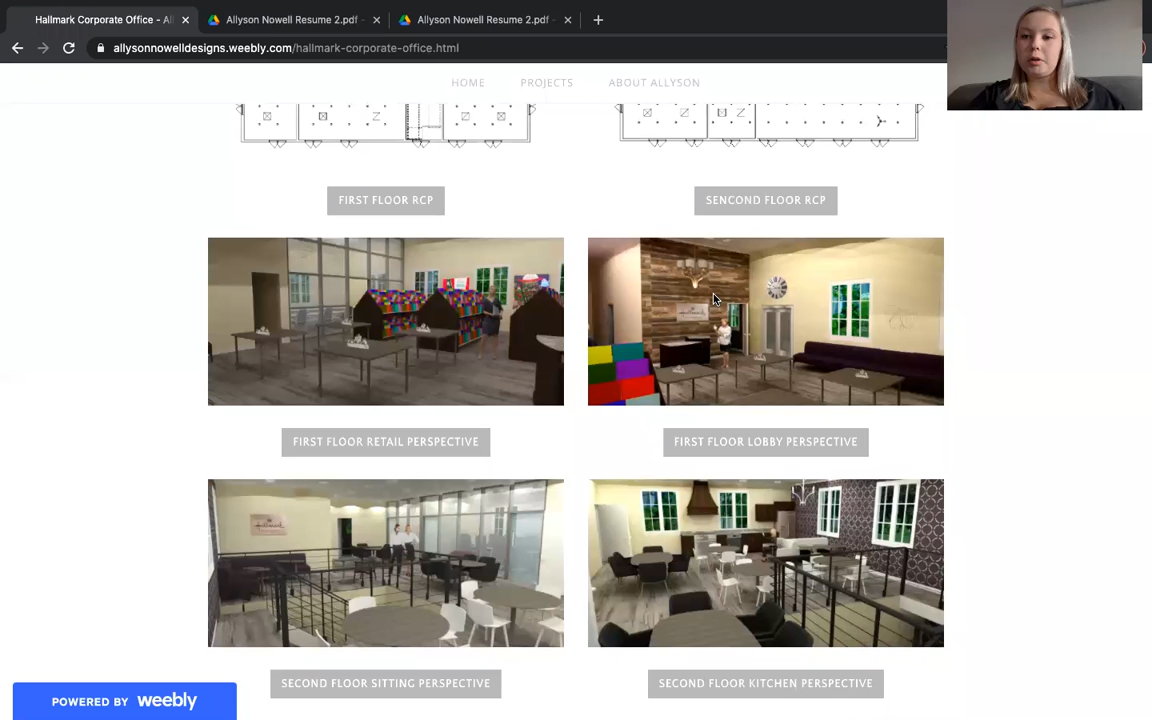 Hallmark Corporate Office - Al
Allyson Nowell Resume 2.pdf -
Allyson Nowell Resume 2.pdf -
allysonnowelldesigns.weebly.com/hallmark-corporate-office.html
HOME PROJECTS ABOUT ALLYSON
FIRST FLOOR RCP
SENCOND FLOOR RCP
FIRST FLOOR RETAIL PERSPECTIVE
FIRST FLOOR LOBBY PERSPECTIVE
Hallmark
SECOND FLOOR SITTING PERSPECTIVE
SECOND FLOOR KITCHEN PERSPECTIVE
POWERED BY weebly